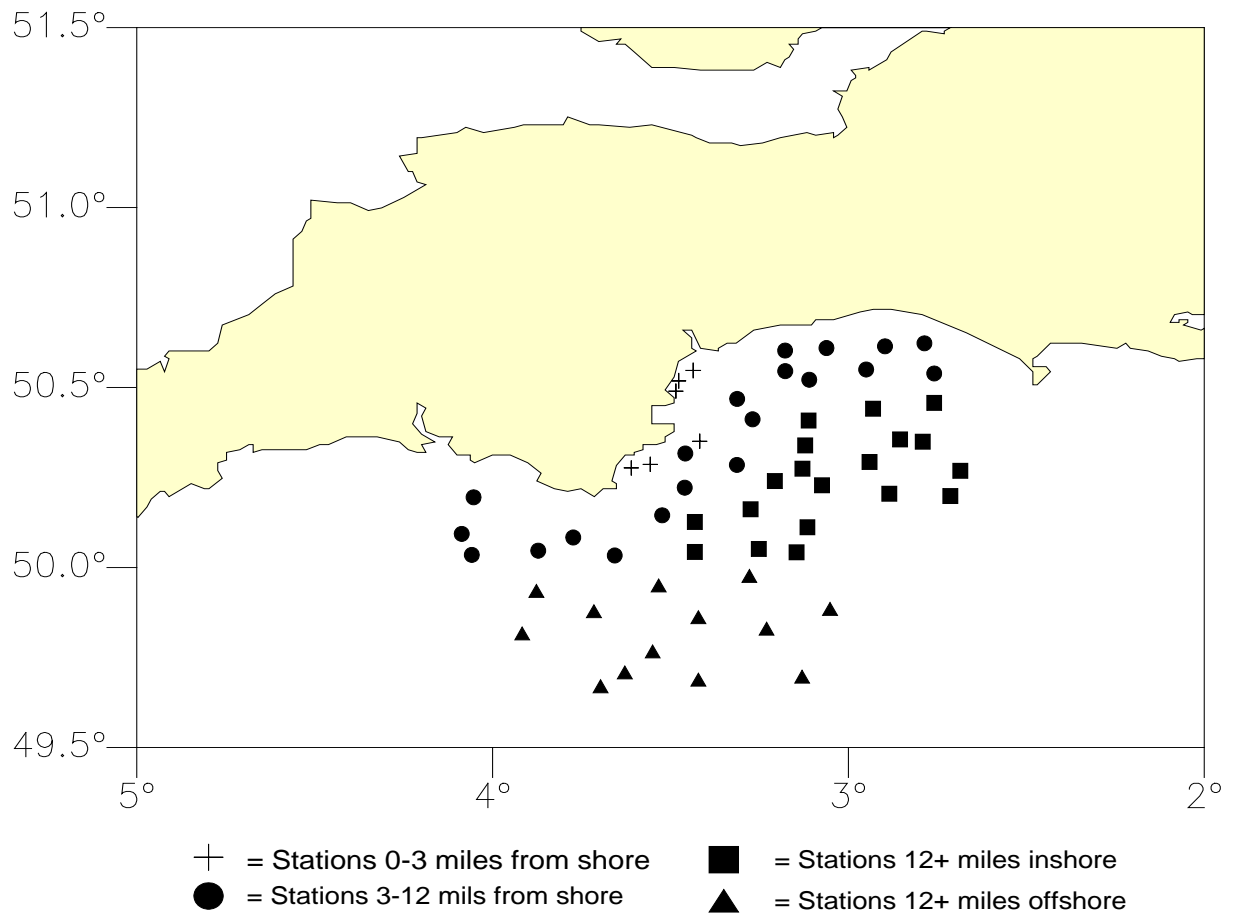 51.5°
51.0°
50.5°
50.0°
49.5°
5° 4° 3° 2°
= Stations 0-3 miles from shore = Stations 12+ miles inshore
= Stations 3-12 mils from shore = Stations 12+ miles offshore